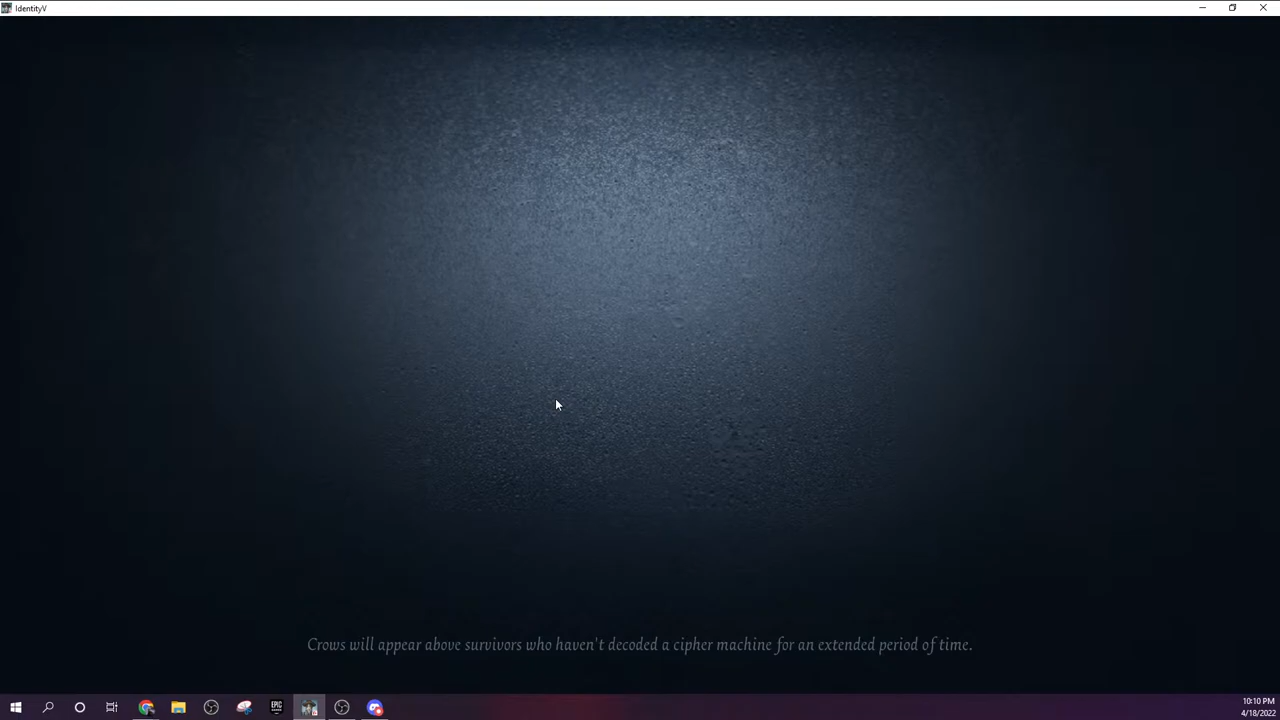 IdentityV
Crows will appear above survivors who haven't decoded a cipher machine for an extended period of time.
EPIC
10:10 PM
4/18/2022